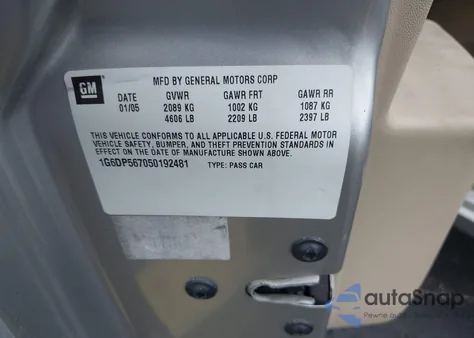 GM
MFD BY GENERAL MOTORS CORP
DATE GVWR GAWR FRT GAWR RR
01/05 2089 KG 1002 KG 1087 KG
4606 LB 2209 LB 2397 LB
THIS VEHICLE CONFORMS TO ALL APPLICABLE U.S. FEDERAL MOTOR
VEHICLE SAFETY, BUMPER, AND THEFT PREVENTION STANDARDS IN
EFFECT ON THE DATE OF MANUFACTURE SHOWN ABOVE.
1G6DP567050192481 TYPE: PASS CAR
autoSnap
Pewne auto